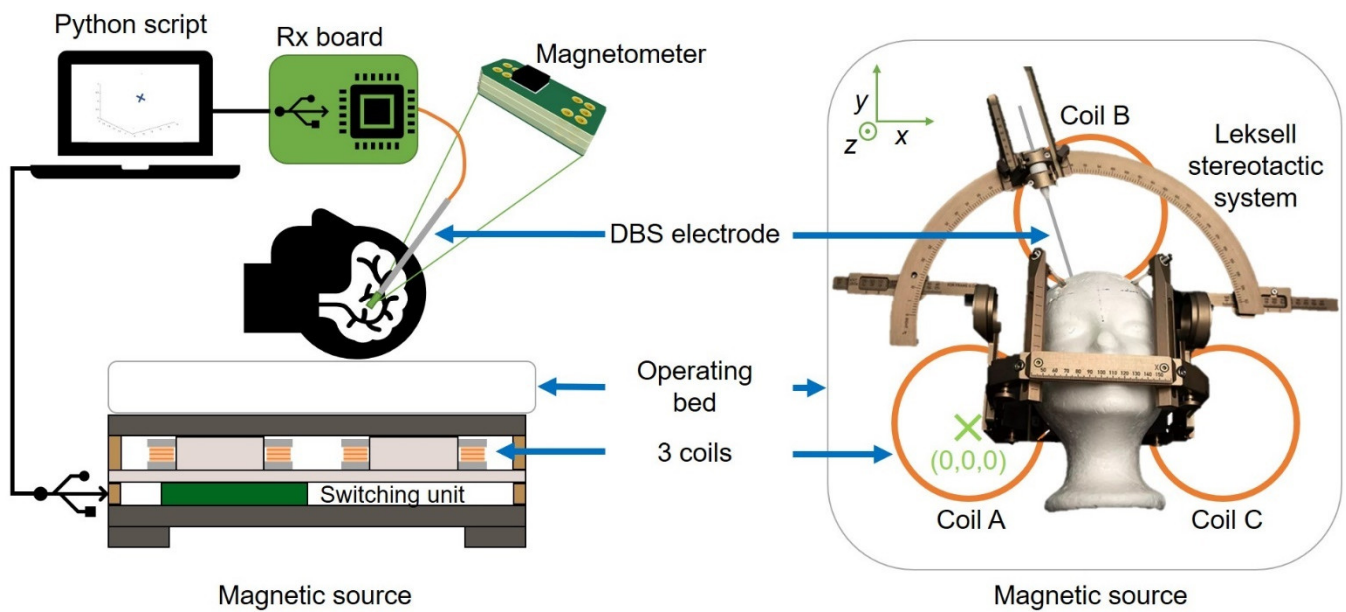 Python script
Rx board
Magnetometer
y
z
x
Coil B
Leksell
stereotactic
system
DBS electrode
Operating
bed
3 coils
Switching unit
(0,0,0)
Coil A
Coil C
Magnetic source
Magnetic source